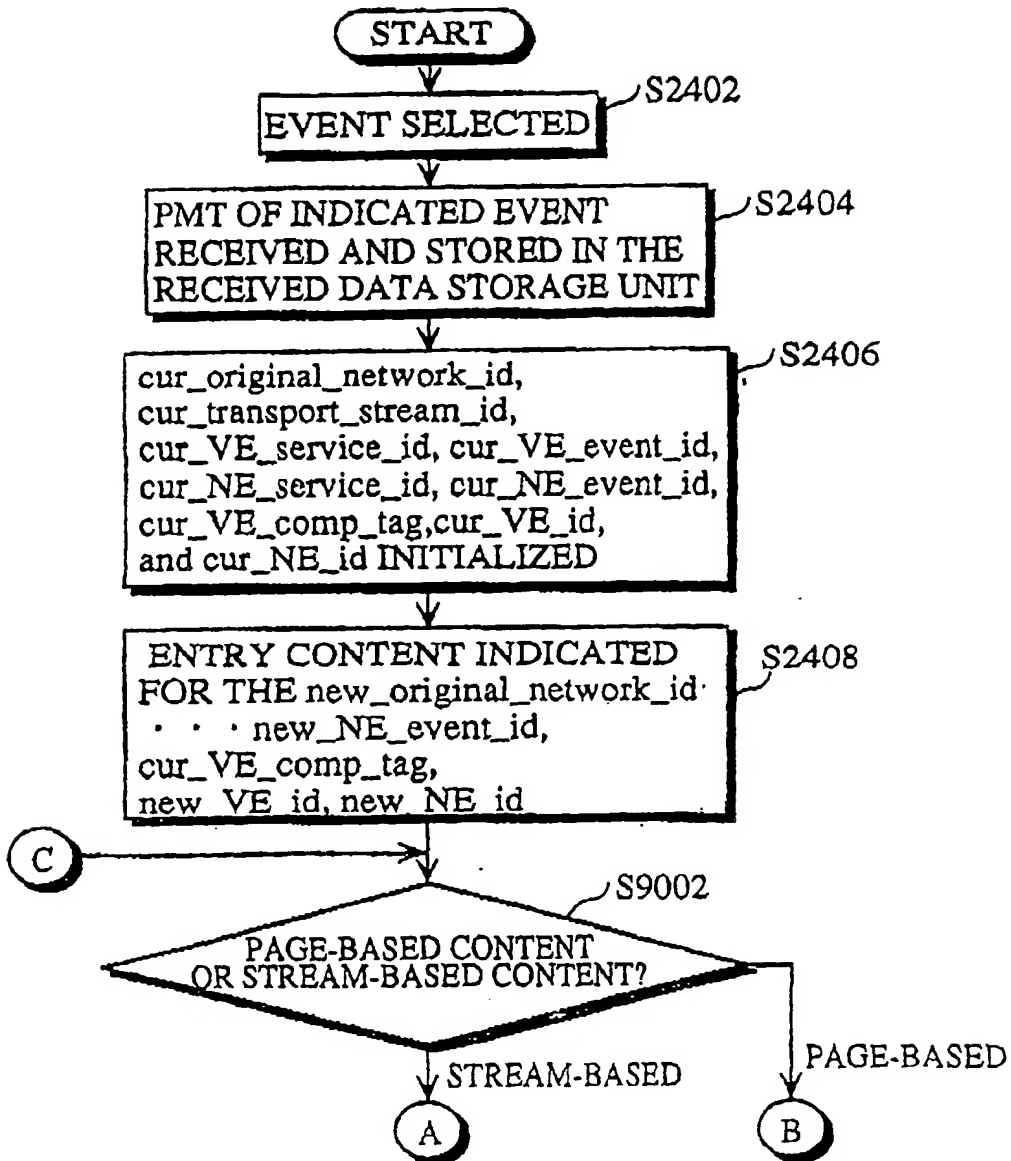 START
S2402
EVENT SELECTED
S2404
PMT OF INDICATED EVENT
RECEIVED AND STORED IN THE
RECEIVED DATA STORAGE UNIT
S2406
cur_original_network_id,
cur_transport_stream_id,
cur_VE_service_id, cur_VE_event_id,
cur_NE_service_id, cur_NE_event_id,
cur_VE_comp_tag,cur_VE_id,
and cur_NE_id INITIALIZED
S2408
ENTRY CONTENT INDICATED
FOR THE new_original_network_id·
· · · new_NE_event_id,
cur_VE_comp_tag,
new_VE_id, new_NE_id
C
S9002
PAGE-BASED CONTENT
OR STREAM-BASED CONTENT?
STREAM-BASED
PAGE-BASED
A
B